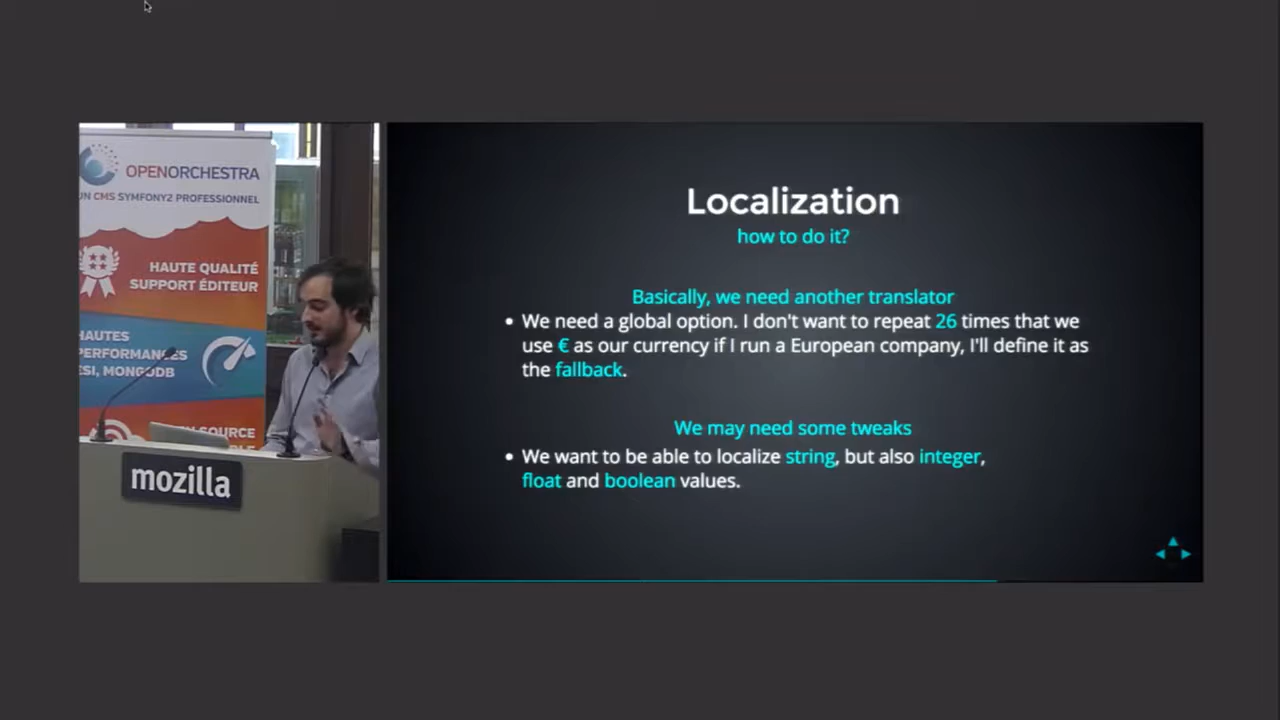 OPENORCHESTRA
UN CMS SYMFONY2 PROFESSIONNEL
HAUTE QUALITÉ
SUPPORT ÉDITEUR
HAUTES
PERFORMANCES
ESI, MONGODB
SOURCE
mozilla
Localization
how to do it?
Basically, we need another translator
• We need a global option. I don't want to repeat 26 times that we
use € as our currency if I run a European company, I'll define it as
the fallback.
We may need some tweaks
• We want to be able to localize string, but also integer,
float and boolean values.